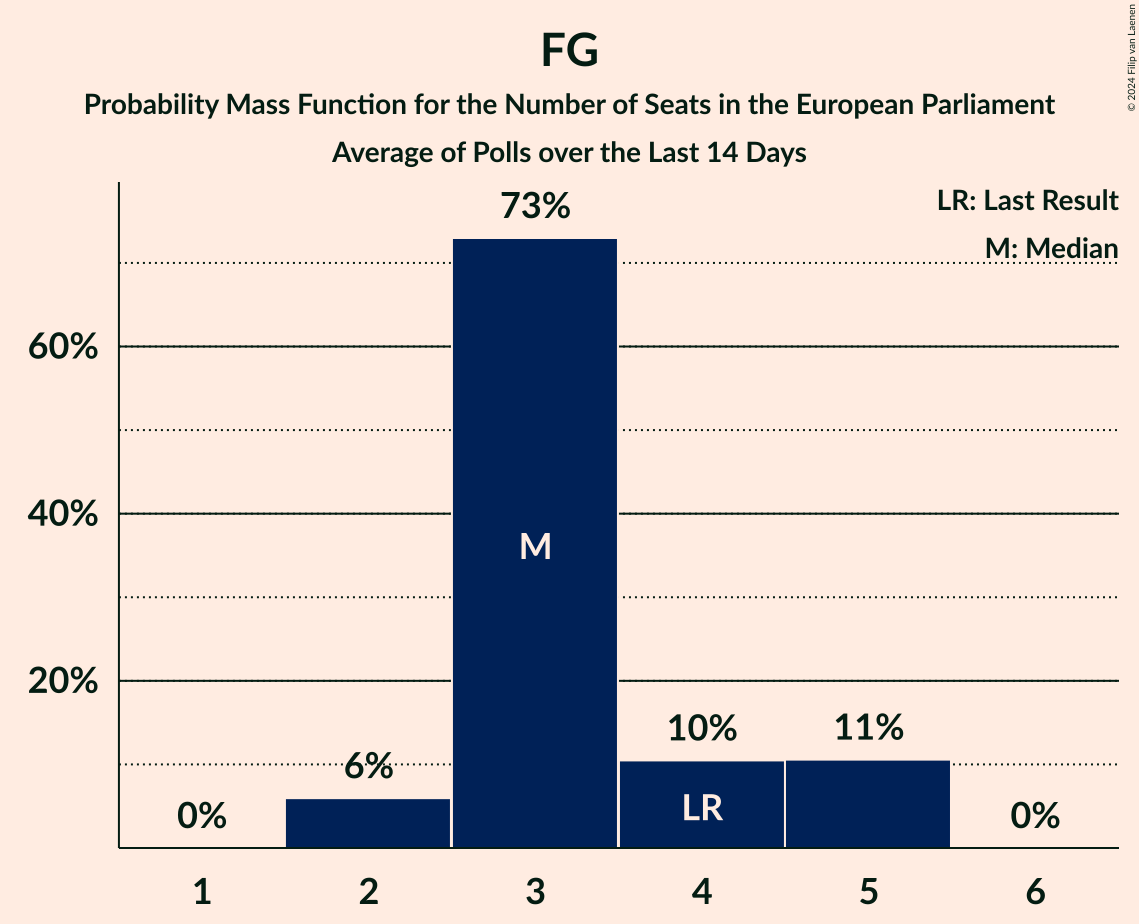 FG
Probability Mass Function for the Number of Seats in the European Parliament
Average of Polls over the Last 14 Days
© 2024 Filip van Laenen
LR: Last Result
M: Median
60%
40%
20%
0%
6%
73%
10%
11%
0%
M
LR
1 2 3 4 5 6